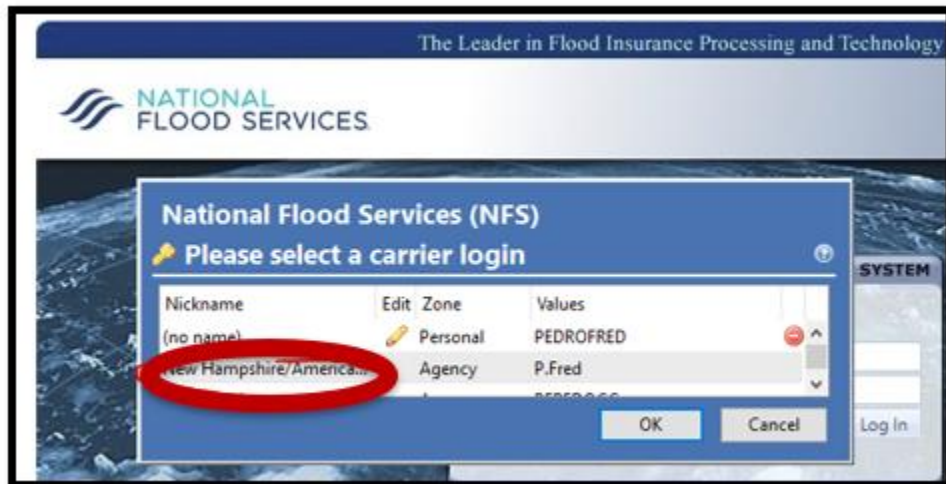 The Leader in Flood Insurance Processing and Technology
NATIONAL
FLOOD SERVICES
National Flood Services (NFS)
Please select a carrier login
SYSTEM
Nickname Edit Zone Values
(no name) Personal PEDROFRED
New Hampshire/America... Agency P.Fred
OK Cancel Log In